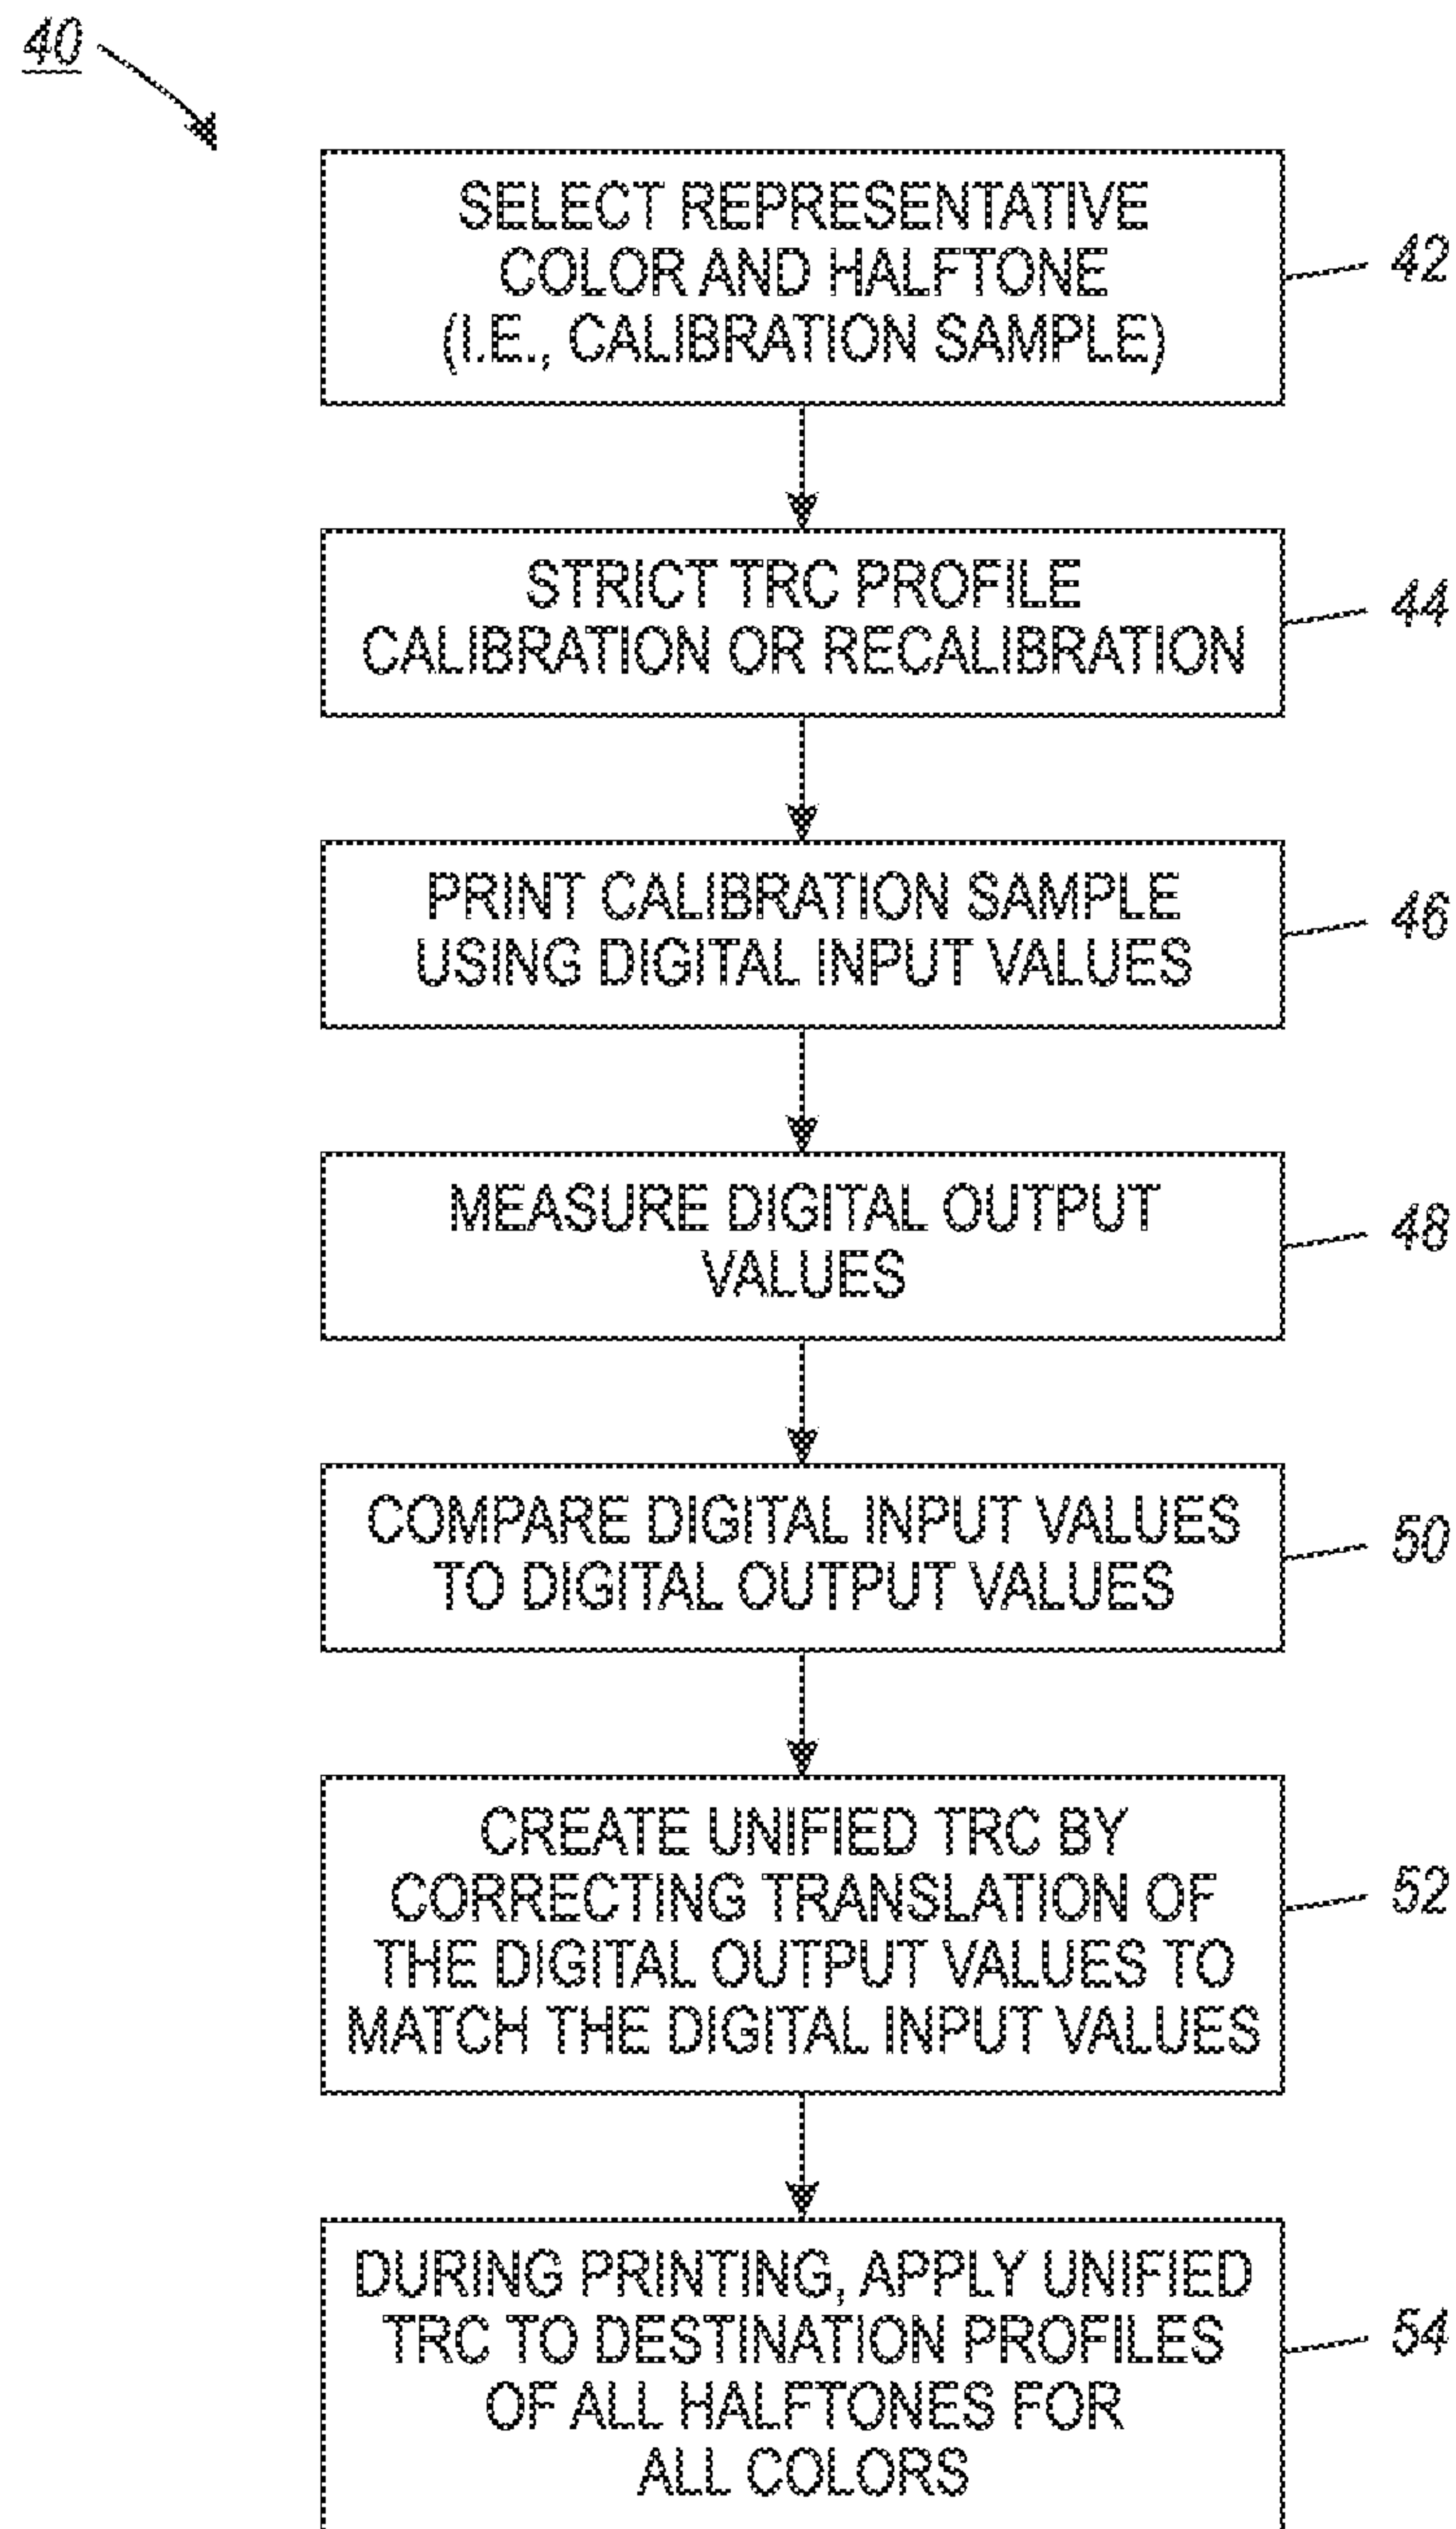 40
SELECT REPRESENTATIVE
COLOR AND HALFTONE
(I.E., CALIBRATION SAMPLE)
42
STRICT TRC PROFILE
CALIBRATION OR RECALIBRATION
44
PRINT CALIBRATION SAMPLE
USING DIGITAL INPUT VALUES
46
MEASURE DIGITAL OUTPUT
VALUES
48
COMPARE DIGITAL INPUT VALUES
TO DIGITAL OUTPUT VALUES
50
CREATE UNIFIED TRC BY
CORRECTING TRANSLATION OF
THE DIGITAL OUTPUT VALUES TO
MATCH THE DIGITAL INPUT VALUES
52
DURING PRINTING, APPLY UNIFIED
TRC TO DESTINATION PROFILES
OF ALL HALFTONES FOR
ALL COLORS
54